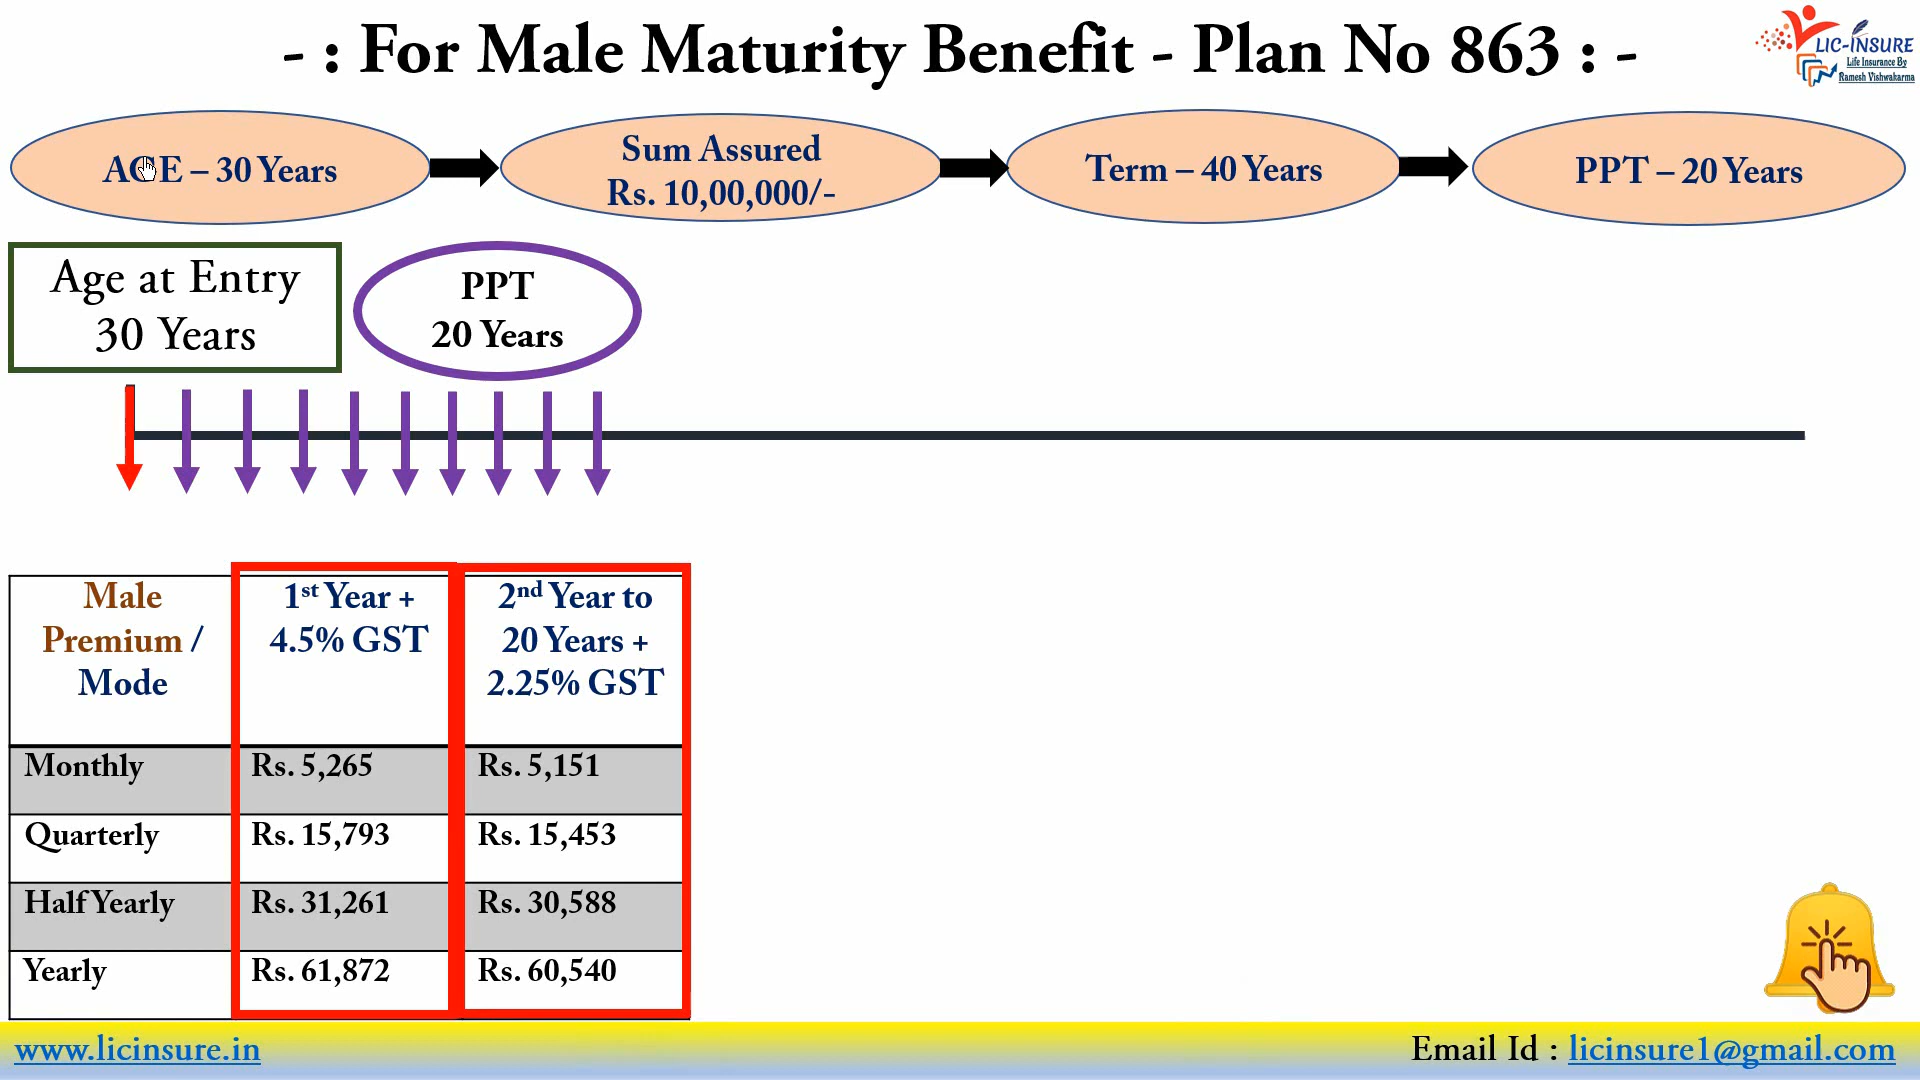 - : For Male Maturity Benefit - Plan No 863 : -
LIC-INSURE
Life Insurance By
Ramesh Vishwakarma
AGE – 30 Years
Sum Assured
Rs. 10,00,000/-
Term – 40 Years
PPT – 20 Years
Age at Entry
30 Years
PPT
20 Years
Male
Premium /
Mode
1st Year +
4.5% GST
2nd Year to
20 Years +
2.25% GST
Monthly
Rs. 5,265
Rs. 5,151
Quarterly
Rs. 15,793
Rs. 15,453
Half Yearly
Rs. 31,261
Rs. 30,588
Yearly
Rs. 61,872
Rs. 60,540
www.licinsure.in
Email Id : licinsure1@gmail.com